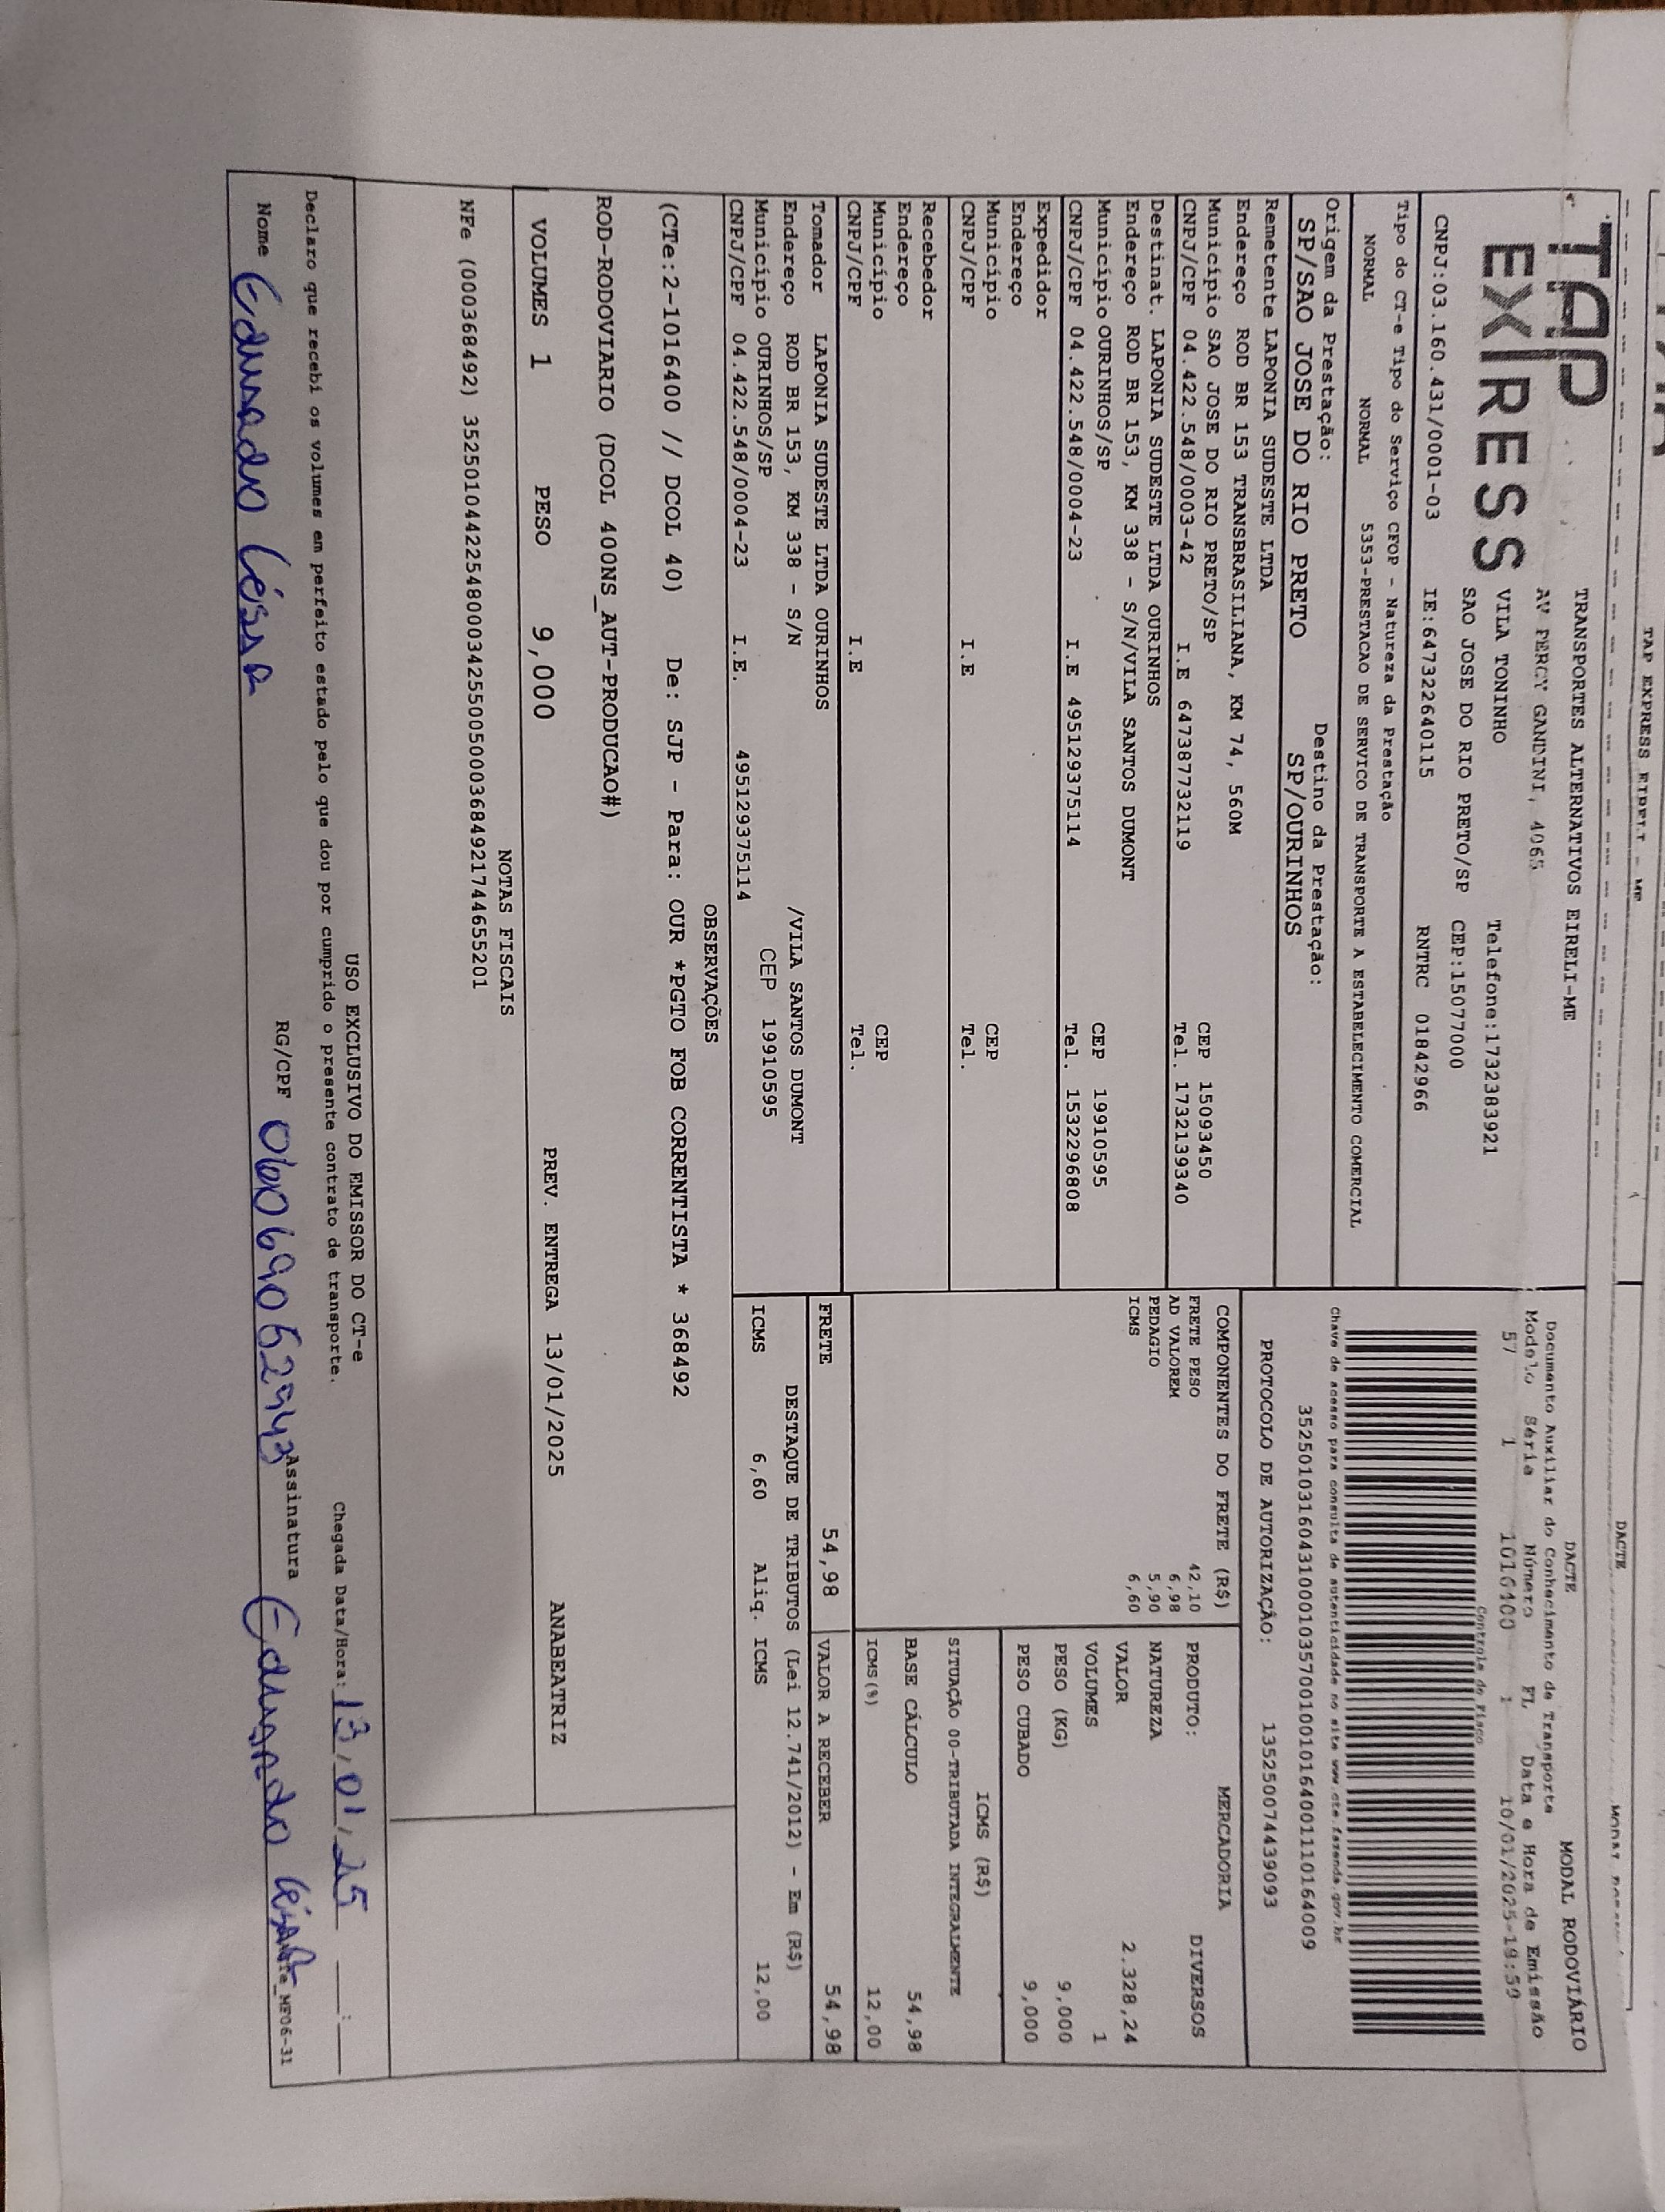 TAP EXPRESS EIRELI - ME
DACTE
TAP
EXPRESS
TRANSPORTES ALTERNATIVOS EIRELI-ME
AV PERCY GANDINI, 4065
VILA TONINHO Telefone:1732383921
SAO JOSE DO RIO PRETO/SP CEP:15077000
CNPJ:03.160.431/0001-03 IE:647322640115 RNTRC 01842966
DACTE MODAL RODOVIÁRIO
Documento Auxiliar do Conhecimento de Transporte
Modelo Série Número FL Data e Hora de Emissão
57 1 1016400 1 10/01/2025-18:59
Controle do Fisco
Tipo do CT-e Tipo do Serviço CFOP - Natureza da Prestação
NORMAL NORMAL 5353-PRESTACAO DE SERVICO DE TRANSPORTE A ESTABELECIMENTO COMERCIAL
Chave de acesso para consulta de autenticidade no site www.cte.fazenda.gov.br
35250103160431000103570010010164001110164009
Origem da Prestação: Destino da Prestação:
SP/SAO JOSE DO RIO PRETO SP/OURINHOS
PROTOCOLO DE AUTORIZAÇÃO: 135250074439093
Remetente LAPONIA SUDESTE LTDA
Endereço ROD BR 153 TRANSBRASILIANA, KM 74, 560M
Município SAO JOSE DO RIO PRETO/SP CEP 15093450
CNPJ/CPF 04.422.548/0003-42 I.E 647387732119 Tel. 1732139340
Destinat. LAPONIA SUDESTE LTDA OURINHOS
Endereço ROD BR 153, KM 338 - S/N/VILA SANTOS DUMONT
Município OURINHOS/SP CEP 19910595
CNPJ/CPF 04.422.548/0004-23 I.E 495129375114 Tel. 1532296808
Expedidor
Endereço
Município CEP
CNPJ/CPF I.E Tel.
Recebedor
Endereço
Município CEP
CNPJ/CPF I.E Tel.
Tomador LAPONIA SUDESTE LTDA OURINHOS
Endereço ROD BR 153, KM 338 - S/N /VILA SANTOS DUMONT
Município OURINHOS/SP CEP 19910595
CNPJ/CPF 04.422.548/0004-23 I.E. 495129375114
COMPONENTES DO FRETE (R$)
FRETE PESO 42,10
AD VALOREM 6,98
PEDAGIO 5,90
ICMS 6,60
MERCADORIA
PRODUTO: DIVERSOS
NATUREZA
VALOR 2.328,24
VOLUMES 1
PESO (KG) 9,000
PESO CUBADO 9,000
ICMS (R$)
SITUAÇÃO 00-TRIBUTADA INTEGRALMENTE
BASE CÁLCULO 54,98
ICMS(%) 12,00
FRETE 54,98 VALOR A RECEBER 54,98
DESTAQUE DE TRIBUTOS (Lei 12.741/2012) - Em (R$)
ICMS 6,60 Aliq. ICMS 12,00
OBSERVAÇÕES
(CTe:2-1016400 // DCOL 40) De: SJP - Para: OUR *PGTO FOB CORRENTISTA * 368492
ROD-RODOVIARIO (DCOL 400NS_AUT-PRODUCAO#)
VOLUMES 1 PESO 9,000 PREV. ENTREGA 13/01/2025 ANABEATRIZ
NOTAS FISCAIS
NFe (000368492) 35250104422548000342550050003684921744655201
USO EXCLUSIVO DO EMISSOR DO CT-e
Declaro que recebi os volumes em perfeito estado pelo que dou por cumprido o presente contrato de transporte. Chegada Data/Hora: 13/01/25 __:__
Nome Eduardo César RG/CPF Assinatura Eduardo César